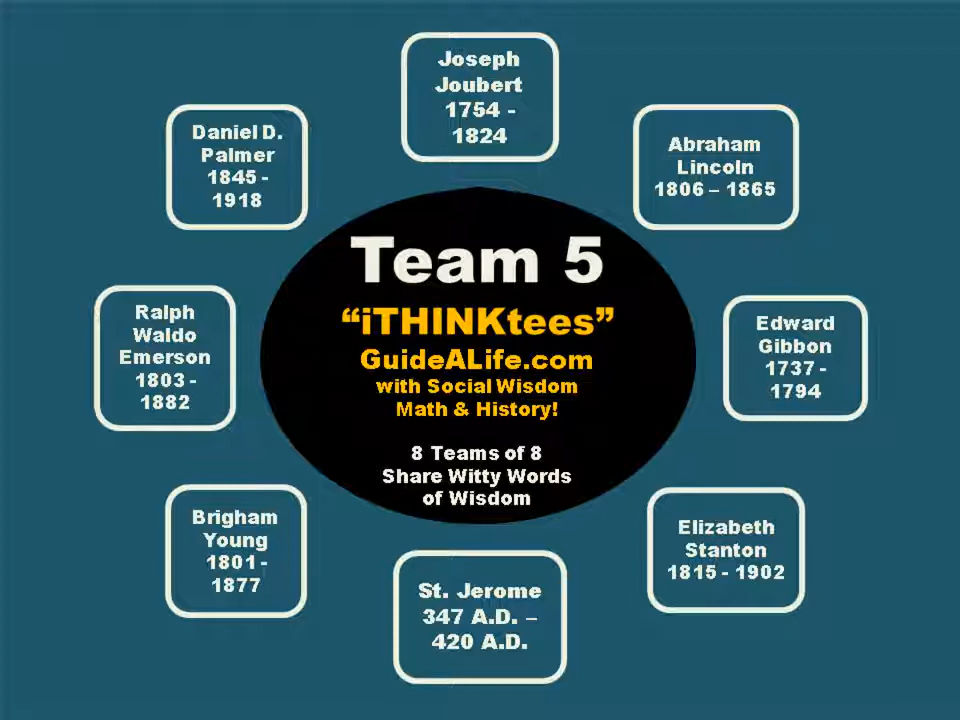 Joseph
Joubert
1754 -
1824
Daniel D.
Palmer
1845 -
1918
Abraham
Lincoln
1806 – 1865
Team 5
“iTHINKtees”
GuideALife.com
with Social Wisdom
Math & History!
8 Teams of 8
Share Witty Words
of Wisdom
Ralph
Waldo
Emerson
1803 -
1882
Edward
Gibbon
1737 -
1794
Brigham
Young
1801 -
1877
Elizabeth
Stanton
1815 - 1902
St. Jerome
347 A.D. –
420 A.D.